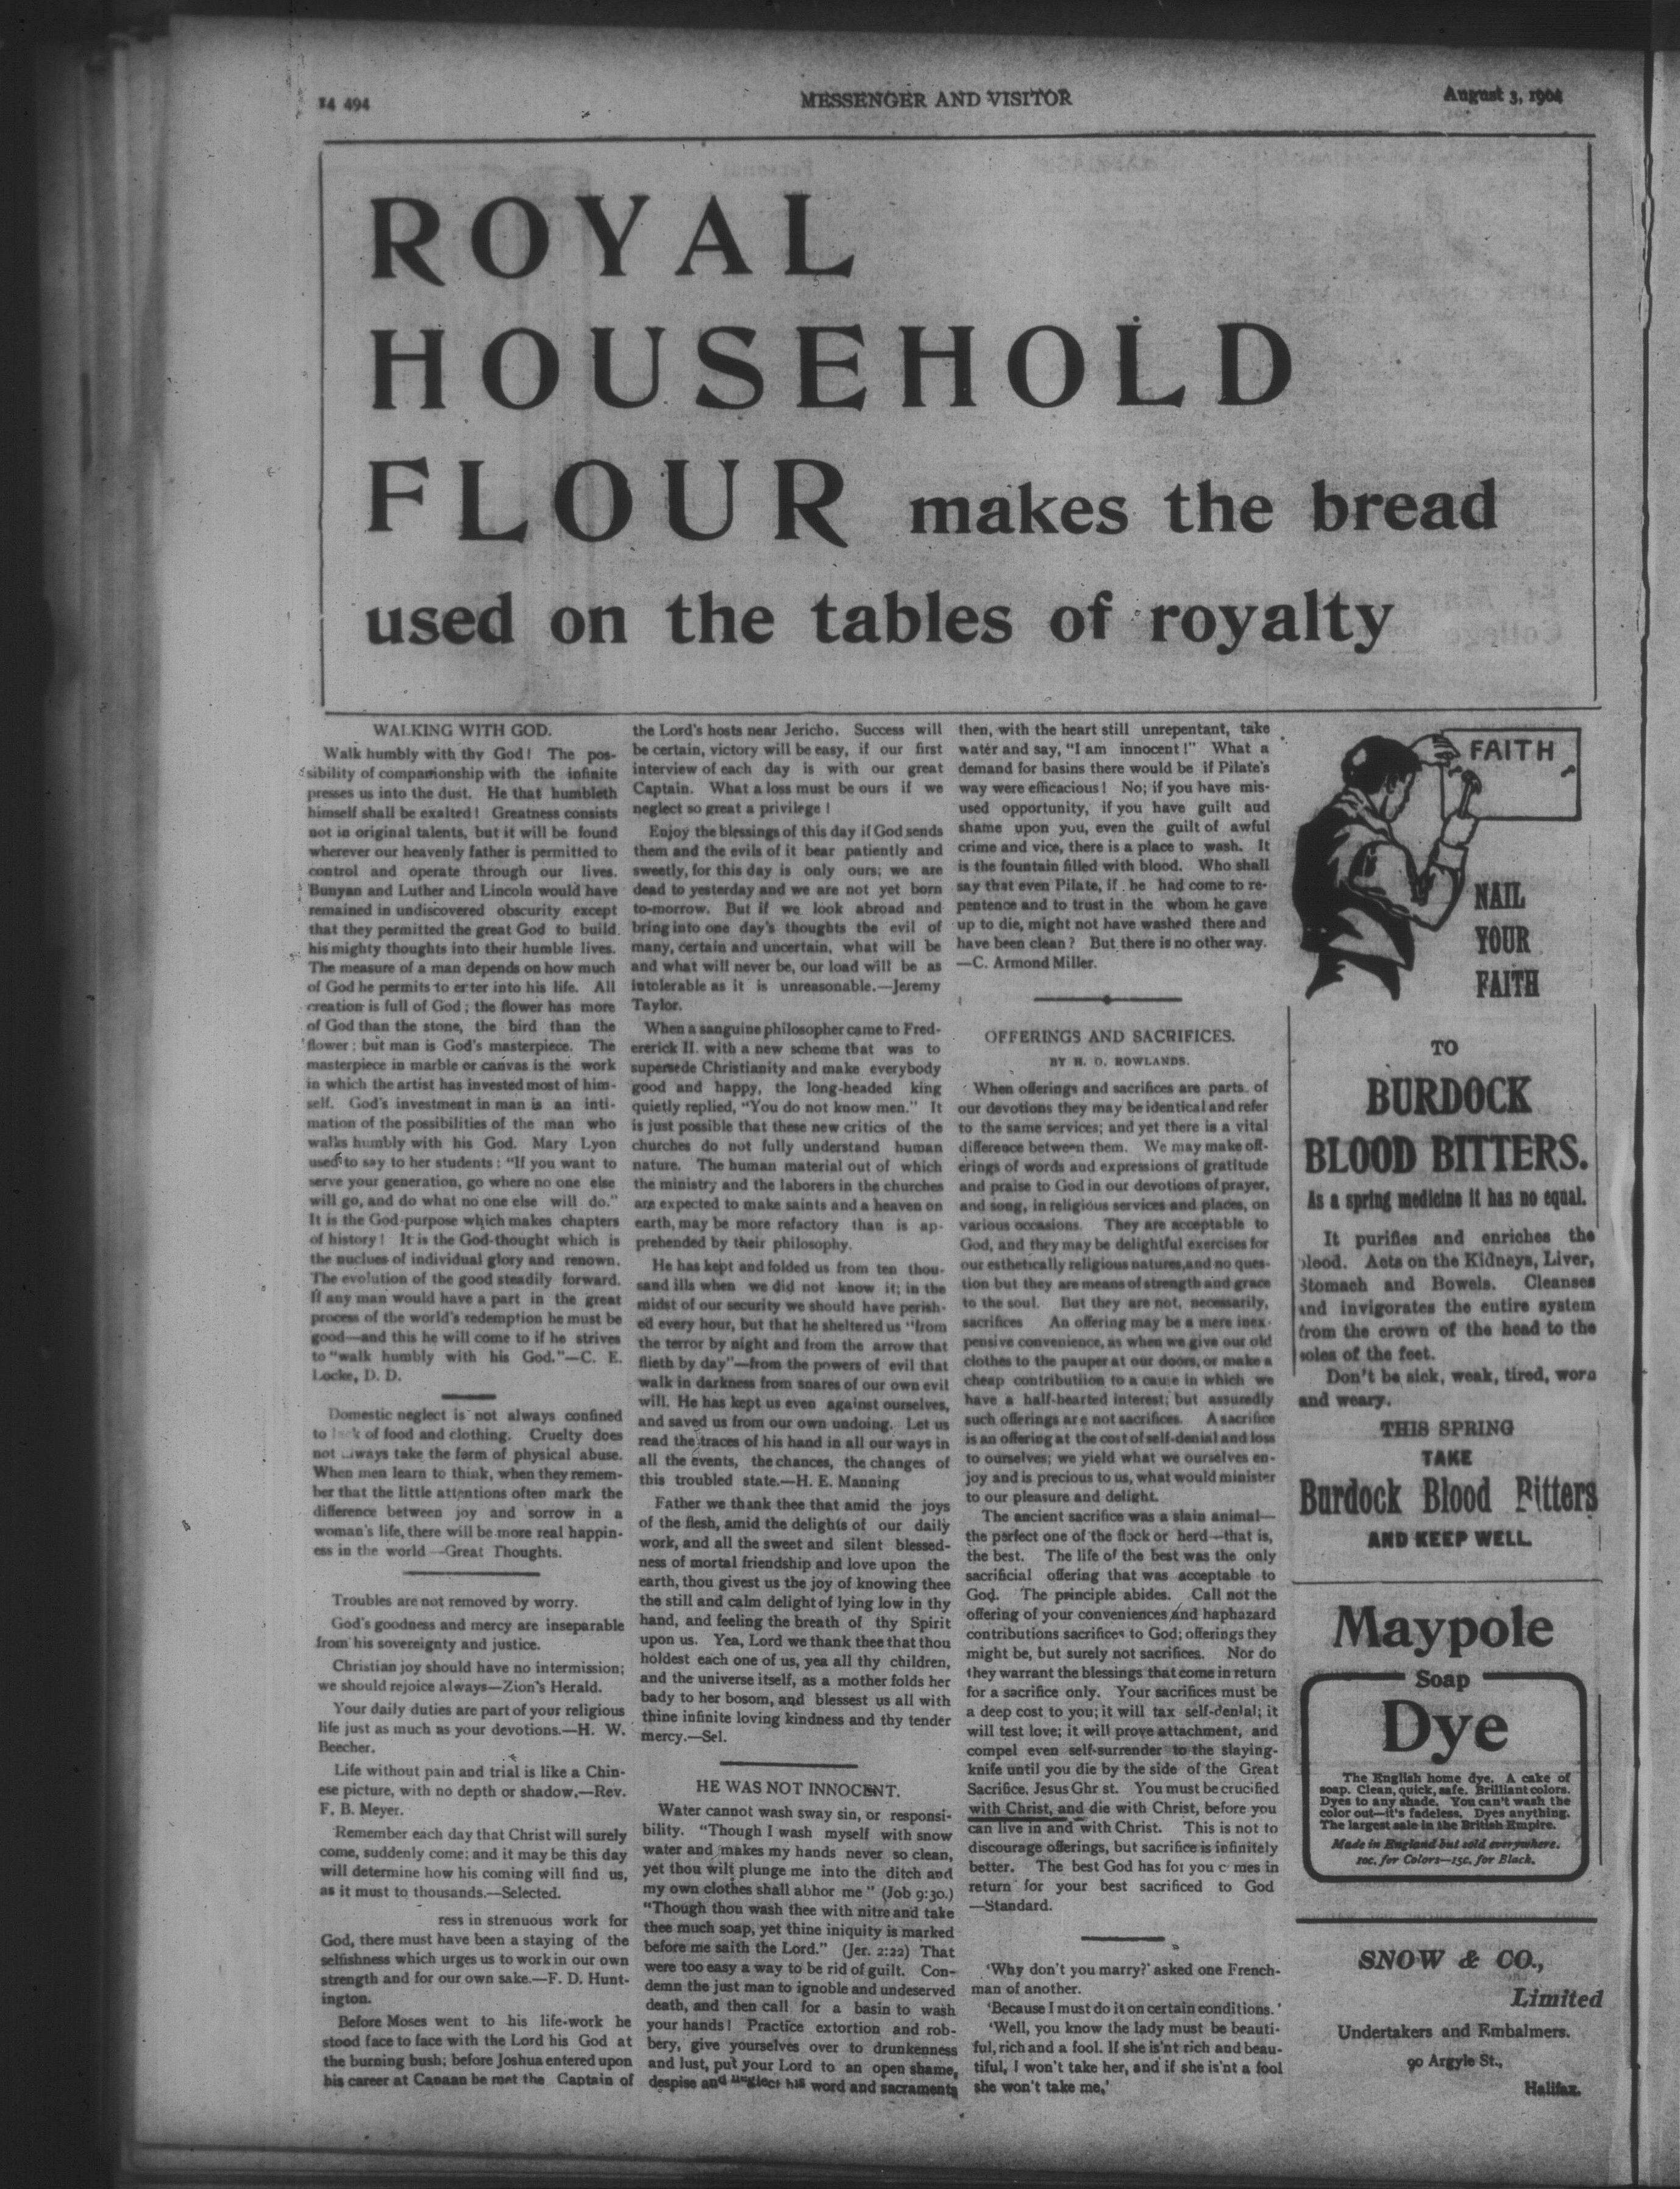 14 494
MESSENGER AND VISITOR
August 3, 1904
ROYAL
HOUSEHOLD
FLOUR makes the bread
used on the tables of royalty
WALKING WITH GOD.
Walk humbly with thy God! The pos-
sibility of companionship with the infinite
presses us into the dust. He that humbleth
himself shall be exalted! Greatness consists
not in original talents, but it will be found
wherever our heavenly father is permitted to
control and operate through our lives.
Bunyan and Luther and Lincoln would have
remained in undiscovered obscurity except
that they permitted the great God to build
his mighty thoughts into their humble lives.
The measure of a man depends on how much
of God he permits to erter into his life. All
creation is full of God; the flower has more
of God than the stone, the bird than the
flower; but man is God's masterpiece. The
masterpiece in marble or canvas is the work
in which the artist has invested most of him-
self. God's investment in man is an inti-
mation of the possibilities of the man who
walks humbly with his God. Mary Lyon
used to say to her students: "If you want to
serve your generation, go where no one else
will go, and do what no one else will do."
It is the God-purpose which makes chapters
of history! It is the God-thought which is
the nuclues of individual glory and renown.
The evolution of the good steadily forward.
If any man would have a part in the great
process of the world's redemption he must be
good—and this he will come to if he strives
to "walk humbly with his God."—C. E.
Locke, D. D.
Domestic neglect is not always confined
to lack of food and clothing. Cruelty does
not always take the form of physical abuse.
When men learn to think, when they remem-
ber that the little attentions often mark the
difference between joy and sorrow in a
woman's life, there will be more real happin-
ess in the world—Great Thoughts.
Troubles are not removed by worry.
God's goodness and mercy are inseparable
from his sovereignty and justice.
Christian joy should have no intermission;
we should rejoice always—Zion's Herald.
Your daily duties are part of your religious
life just as much as your devotions.—H. W.
Beecher.
Life without pain and trial is like a Chin-
ese picture, with no depth or shadow.—Rev.
F. B. Meyer.
Remember each day that Christ will surely
come, suddenly come; and it may be this day
will determine how his coming will find us,
as it must to thousands.—Selected.
ress in strenuous work for
God, there must have been a staying of the
selfishness which urges us to work in our own
strength and for our own sake.—F. D. Hunt-
ington.
Before Moses went to his life-work he
stood face to face with the Lord his God at
the burning bush; before Joshua entered upon
his career at Canaan be met the Captain of
the Lord's hosts near Jericho. Success will
be certain, victory will be easy, if our first
interview of each day is with our great
Captain. What a loss must be ours if we
neglect so great a privilege!
Enjoy the blessings of this day if God sends
them and the evils of it bear patiently and
sweetly, for this day is only ours; we are
dead to yesterday and we are not yet born
to-morrow. But if we look abroad and
bring into one day's thoughts the evil of
many, certain and uncertain, what will be
and what will never be, our load will be as
intolerable as it is unreasonable.—Jeremy
Taylor.
When a sanguine philosopher came to Fred-
ererick II. with a new scheme that was to
supersede Christianity and make everybody
good and happy, the long-headed king
quietly replied, "You do not know men." It
is just possible that these new critics of the
churches do not fully understand human
nature. The human material out of which
the ministry and the laborers in the churches
are expected to make saints and a heaven on
earth, may be more refactory than is ap-
prehended by their philosophy.
He has kept and folded us from ten thou-
sand ills when we did not know it; in the
midst of our security we should have perish-
ed every hour, but that he sheltered us "from
the terror by night and from the arrow that
flieth by day"—from the powers of evil that
walk in darkness from snares of our own evil
will. He has kept us even against ourselves,
and saved us from our own undoing. Let us
read the traces of his hand in all our ways in
all the events, the chances, the changes of
this troubled state.—H. E. Manning
Father we thank thee that amid the joys
of the flesh, amid the delights of our daily
work, and all the sweet and silent blessed-
ness of mortal friendship and love upon the
earth, thou givest us the joy of knowing thee
the still and calm delight of lying low in thy
hand, and feeling the breath of thy Spirit
upon us. Yea, Lord we thank thee that thou
holdest each one of us, yea all thy children,
and the universe itself, as a mother folds her
bady to her bosom, and blessest us all with
thine infinite loving kindness and thy tender
mercy.—Sel.
HE WAS NOT INNOCENT.
Water cannot wash sway sin, or responsi-
bility. "Though I wash myself with snow
water and makes my hands never so clean,
yet thou wilt plunge me into the ditch and
my own clothes shall abhor me" (Job 9:30.)
"Though thou wash thee with nitre and take
thee much soap, yet thine iniquity is marked
before me saith the Lord." (Jer. 2:22) That
were too easy a way to be rid of guilt. Con-
demn the just man to ignoble and undeserved
death, and then call for a basin to wash
your hands! Practice extortion and rob-
bery, give yourselves over to drunkenness
and lust, put your Lord to an open shame,
despise and neglect his word and sacraments
then, with the heart still unrepentant, take
water and say, "I am innocent!" What a
demand for basins there would be if Pilate's
way were efficacious! No; if you have mis-
used opportunity, if you have guilt aud
shame upon you, even the guilt of awful
crime and vice, there is a place to wash. It
is the fountain filled with blood. Who shall
say that even Pilate, if he had come to re-
pentence and to trust in the whom he gave
up to die, might not have washed there and
have been clean? But there is no other way.
—C. Armond Miller.
OFFERINGS AND SACRIFICES.
BY H. O. ROWLANDS.
When offerings and sacrifices are parts of
our devotions they may be identical and refer
to the same services; and yet there is a vital
difference between them. We may make off-
erings of words and expressions of gratitude
and praise to God in our devotions of prayer,
and song, in religious services and places, on
various occasions. They are acceptable to
God, and they may be delightful exercises for
our esthetically religious natures,and no ques-
tion but they are means of strength and grace
to the soul. But they are not, necessarily,
sacrifices An offering may be a mere inex-
pensive convenience, as when we give our old
clothes to the pauper at our doors, or make a
cheap contributiion to a cause in which we
have a half-hearted interest; but assuredly
such offerings are not sacrifices. A sacrifice
is an offering at the cost of self-denial and loss
to ourselves; we yield what we ourselves en-
joy and is precious to us, what would minister
to our pleasure and delight.
The ancient sacrifice was a slain animal—
the perfect one of the flock or herd—that is,
the best. The life of the best was the only
sacrificial offering that was acceptable to
God. The principle abides. Call not the
offering of your conveniences and haphazard
contributions sacrifices to God; offerings they
might be, but surely not sacrifices. Nor do
they warrant the blessings that come in return
for a sacrifice only. Your sacrifices must be
a deep cost to you; it will tax self-denial; it
will test love; it will prove attachment, and
compel even self-surrender to the slaying-
knife until you die by the side of the Great
Sacrifice. Jesus Ghr st. You must be crucified
with Christ, and die with Christ, before you
can live in and with Christ. This is not to
discourage offerings, but sacrifice is infinitely
better. The best God has for you c mes in
return for your best sacrificed to God
—Standard.
'Why don't you marry?' asked one French-
man of another.
'Because I must do it on certain conditions.'
'Well, you know the lady must be beauti-
ful, rich and a fool. If she is'nt rich and beau-
tiful, I won't take her, and if she is'nt a fool
she won't take me,'
FAITH
NAIL
YOUR
FAITH
TO
BURDOCK
BLOOD BITTERS.
As a spring medicine it has no equal.
It purifies and enriches the
blood. Acts on the Kidneys, Liver,
Stomach and Bowels. Cleanses
and invigorates the entire system
from the crown of the head to the
soles of the feet.
Don't be sick, weak, tired, worn
and weary.
THIS SPRING
TAKE
Burdock Blood Bitters
AND KEEP WELL.
Maypole
Soap
Dye
The English home dye. A cake of
soap. Clean, quick, safe. Brilliant colors.
Dyes to any shade. You can't wash the
color out—it's fadeless. Dyes anything.
The largest sale in the British Empire.
Made in England but sold everywhere.
10c. for Colors—15c. for Black.
SNOW & CO.,
Limited
Undertakers and Embalmers.
90 Argyle St.,
Halifax.